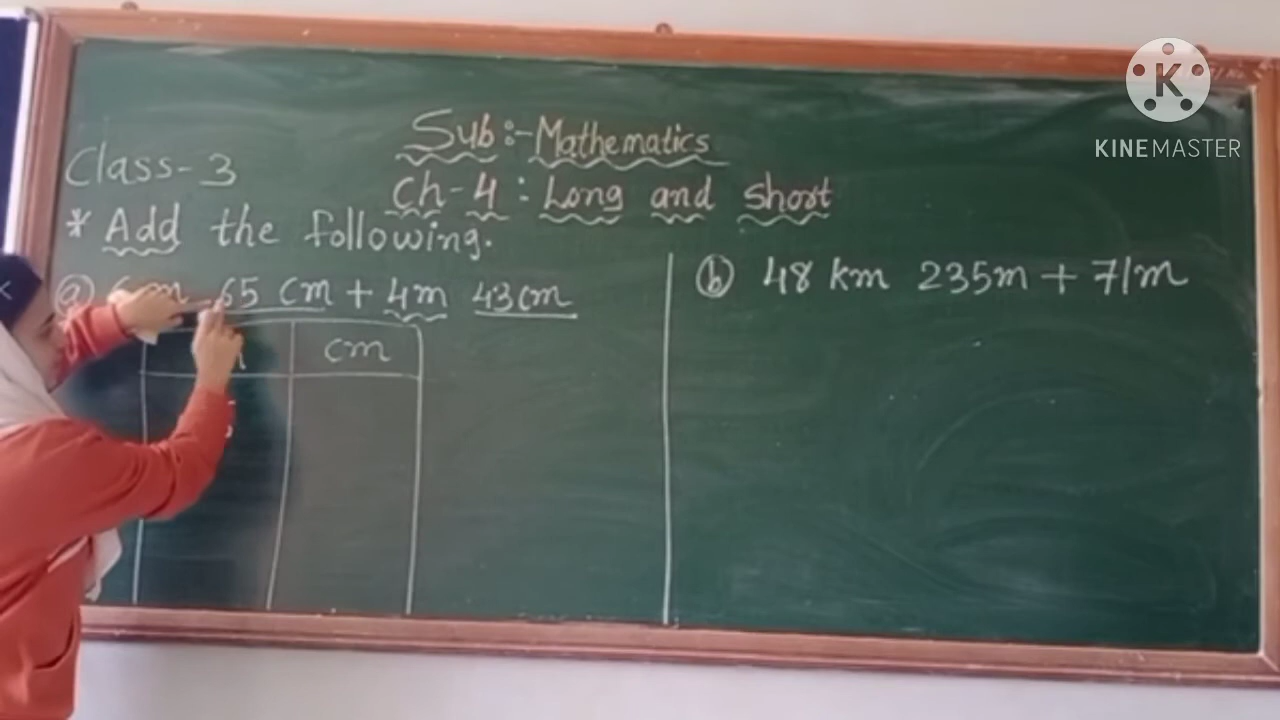 Sub:- Mathematics
Class-3
Ch-4 : Long and short
* Add the following.
(a) m 65 cm + 4m 43cm
cm
(b) 48 km 235m + 71m
KINEMASTER